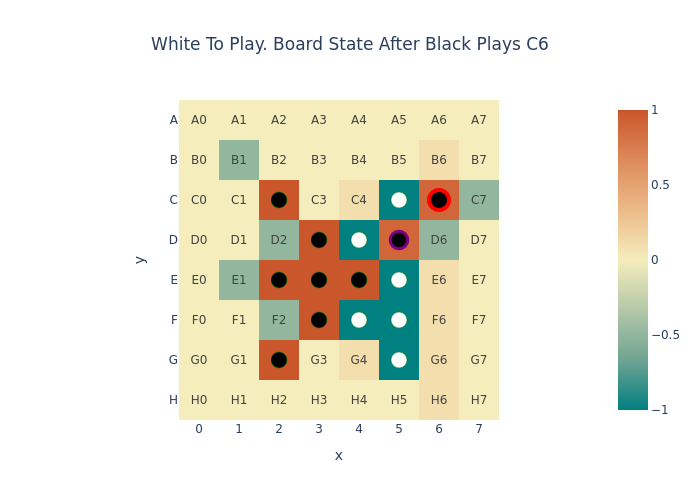 White To Play. Board State After Black Plays C6
A A0 A1 A2 A3 A4 A5 A6 A7 1
B B0 B1 B2 B3 B4 B5 B6 B7
C C0 C1 C3 C4 C7 0.5
D D0 D1 D2 D6 D7
y 0
E E0 E1 E6 E7
F F0 F1 F2 F6 F7 −0.5
G G0 G1 G3 G4 G6 G7
H H0 H1 H2 H3 H4 H5 H6 H7 −1
0 1 2 3 4 5 6 7
x